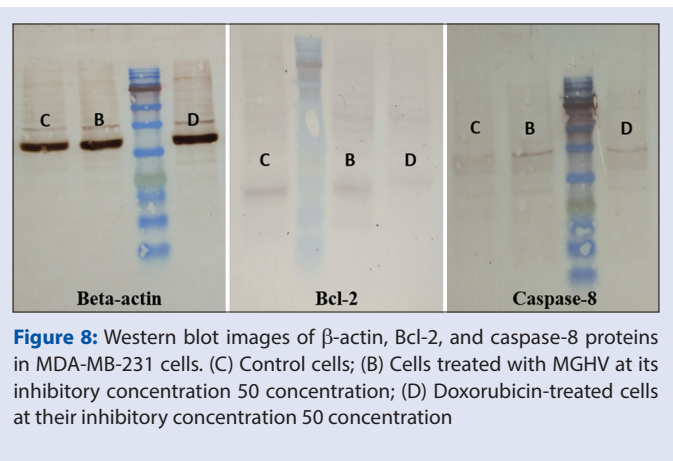 C B D
C B D
C B D
Beta-actin Bcl-2 Caspase-8
Figure 8: Western blot images of β-actin, Bcl-2, and caspase-8 proteins
in MDA-MB-231 cells. (C) Control cells; (B) Cells treated with MGHV at its
inhibitory concentration 50 concentration; (D) Doxorubicin-treated cells
at their inhibitory concentration 50 concentration